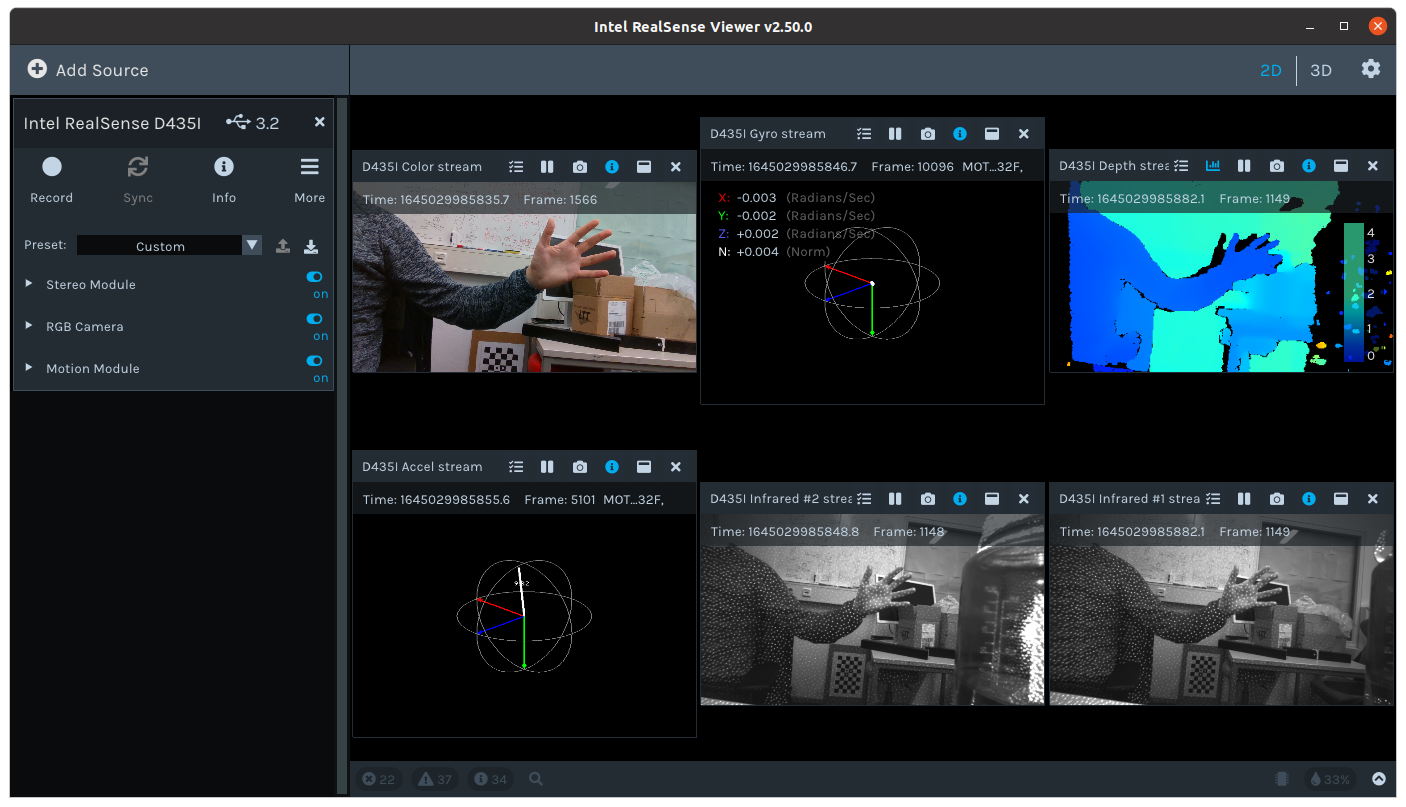 Intel RealSense Viewer v2.50.0
Add Source
2D
3D
Intel RealSense D435I
3.2
Record
Sync
Info
More
Preset:
Custom
Stereo Module
on
RGB Camera
on
Motion Module
on
D435I Color stream
Time: 1645029985835.7 Frame: 1566
D435I Gyro stream
Time: 1645029985846.7 Frame: 10096 MOT...32F,
X: -0.003 (Radians/Sec)
Y: -0.002 (Radians/Sec)
Z: +0.002 (Radians/Sec)
N: +0.004 (Norm)
D435I Depth strea
Time: 1645029985882.1 Frame: 1149
4
3
2
1
0
D435I Accel stream
Time: 1645029985855.6 Frame: 5101 MOT...32F,
D435I Infrared #2 strea
Time: 1645029985848.8 Frame: 1148
D435I Infrared #1 strea
Time: 1645029985882.1 Frame: 1149
22
37
34
33%